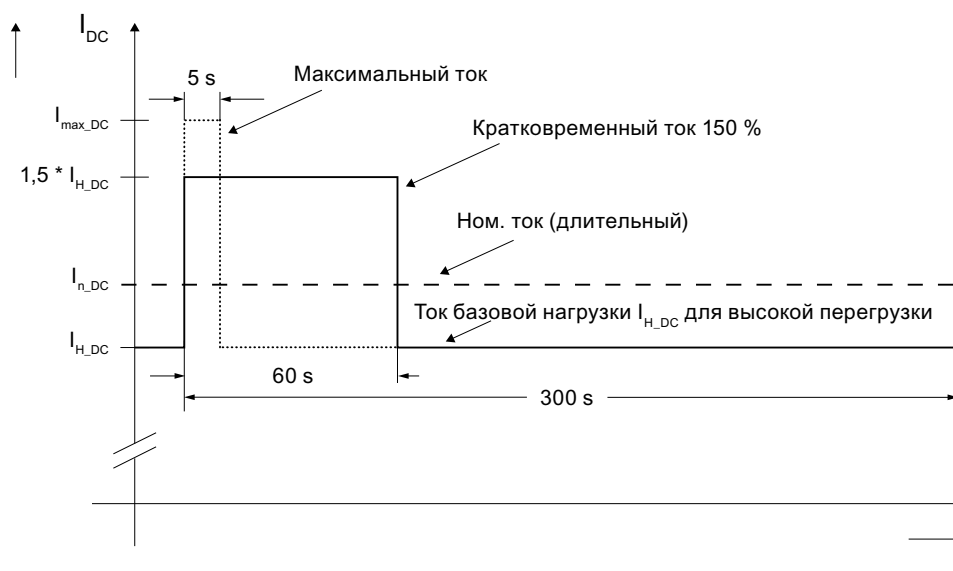 I_DC
5 s
Максимальный ток
I_max_DC
Кратковременный ток 150 %
1,5 * I_H_DC
Ном. ток (длительный)
I_n_DC
Ток базовой нагрузки I_H_DC для высокой перегрузки
I_H_DC
60 s
300 s